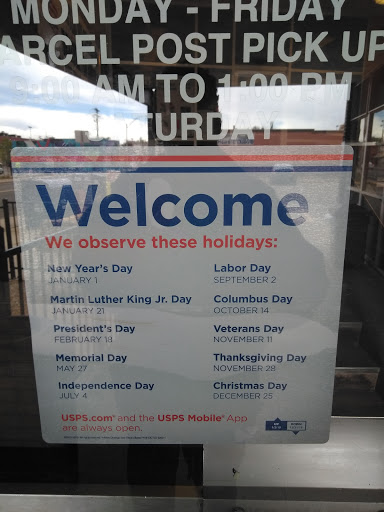 MONDAY - FRIDAY
ARCEL POST PICK UP
6:00 AM TO 1:00 PM
TURDAY
Welcome
We observe these holidays:
New Year's Day
JANUARY 1
Martin Luther King Jr. Day
JANUARY 21
President's Day
FEBRUARY 18
Memorial Day
MAY 27
Independence Day
JULY 4
Labor Day
SEPTEMBER 2
Columbus Day
OCTOBER 14
Veterans Day
NOVEMBER 11
Thanksgiving Day
NOVEMBER 28
Christmas Day
DECEMBER 25
USPS.com® and the USPS Mobile® App
are always open.